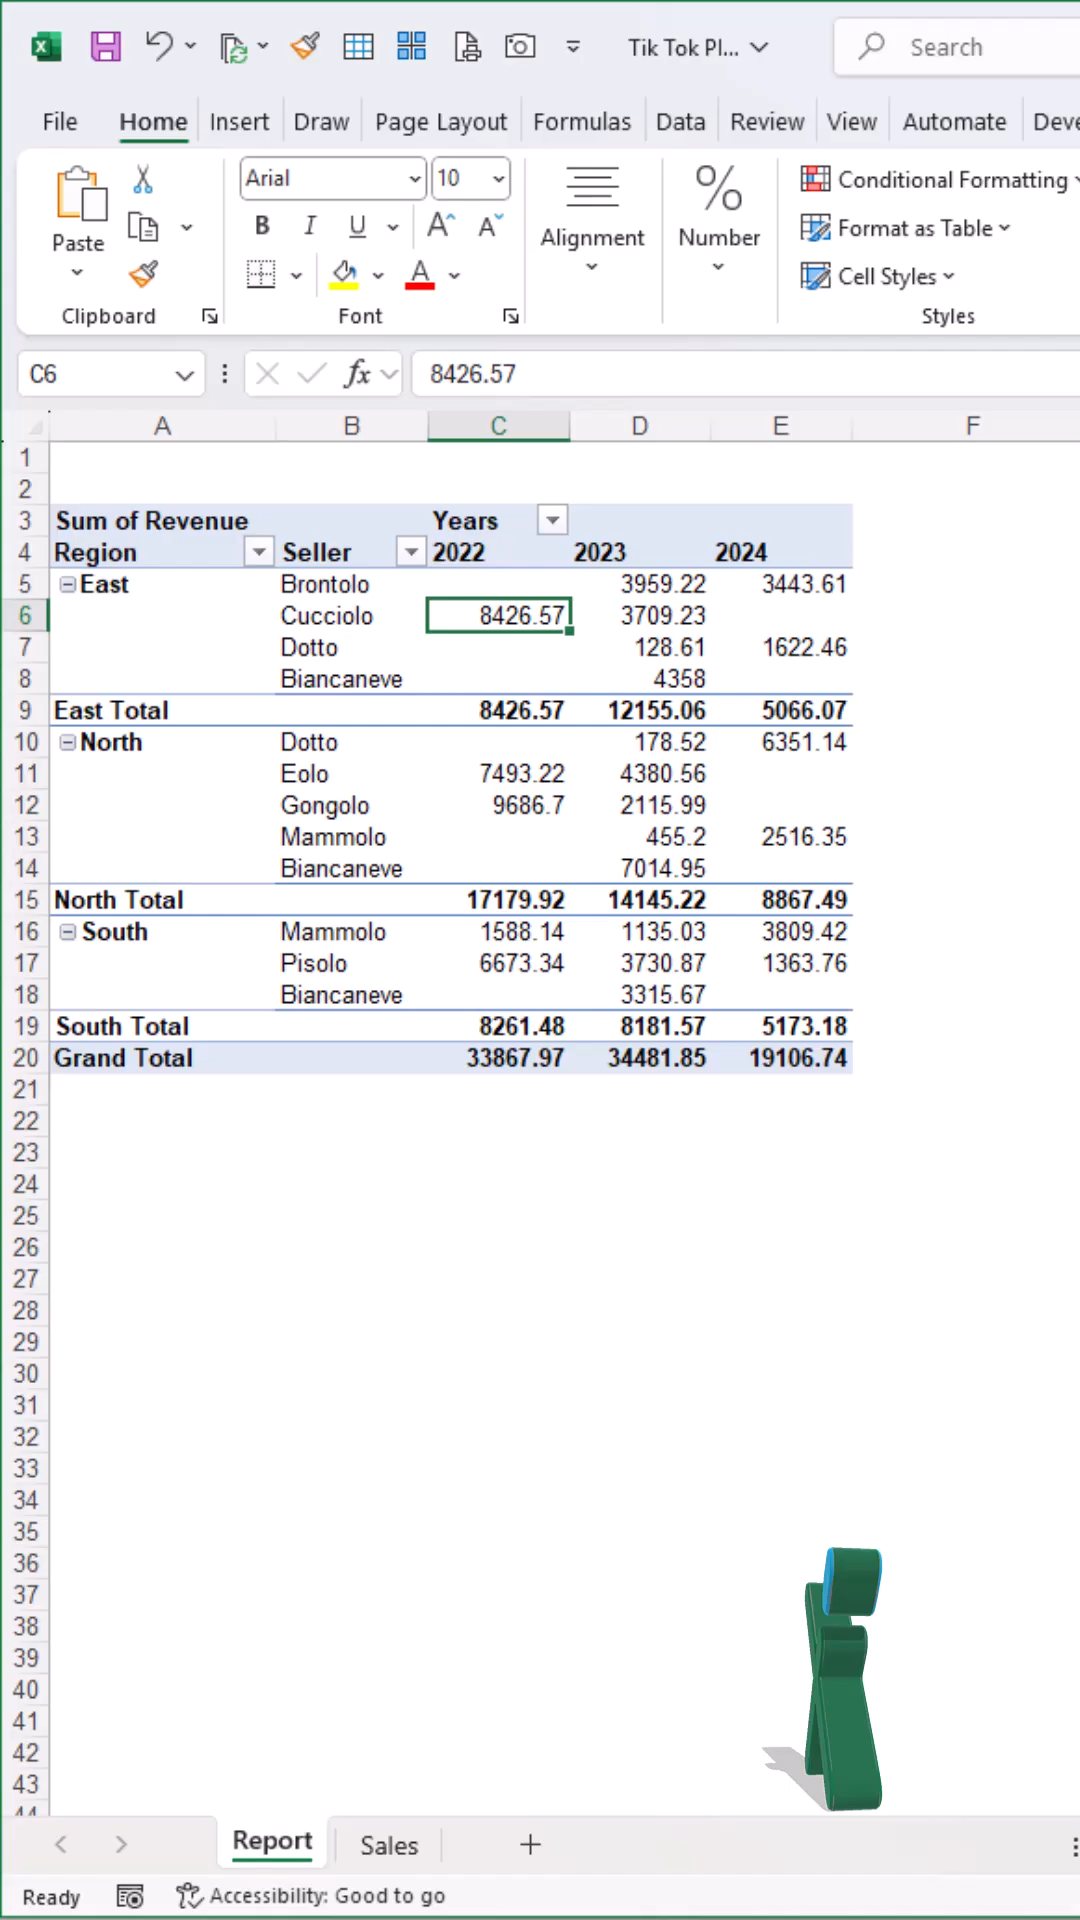 Tik Tok Pl... Search
File Home Insert Draw Page Layout Formulas Data Review View Automate Deve
Paste Arial 10 Alignment Number Conditional Formatting
B I U A A Format as Table
A Cell Styles
Clipboard Font Styles
C6 fx 8426.57
A B C D E F
1
2
3 Sum of Revenue Years
4 Region Seller 2022 2023 2024
5 East Brontolo 3959.22 3443.61
6 Cucciolo 8426.57 3709.23
7 Dotto 128.61 1622.46
8 Biancaneve 4358
9 East Total 8426.57 12155.06 5066.07
10 North Dotto 178.52 6351.14
11 Eolo 7493.22 4380.56
12 Gongolo 9686.7 2115.99
13 Mammolo 455.2 2516.35
14 Biancaneve 7014.95
15 North Total 17179.92 14145.22 8867.49
16 South Mammolo 1588.14 1135.03 3809.42
17 Pisolo 6673.34 3730.87 1363.76
18 Biancaneve 3315.67
19 South Total 8261.48 8181.57 5173.18
20 Grand Total 33867.97 34481.85 19106.74
21
22
23
24
25
26
27
28
29
30
31
32
33
34
35
36
37
38
39
40
41
42
43
44
Report Sales
Ready Accessibility: Good to go